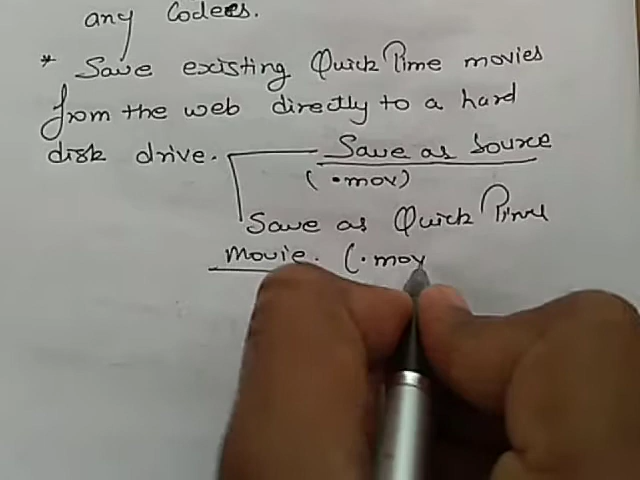 any Codecs.
* Save existing QuickTime movies
from the web directly to a hard
disk drive. Save as Source
(.mov)
Save as QuickTime
Movie. (.mov